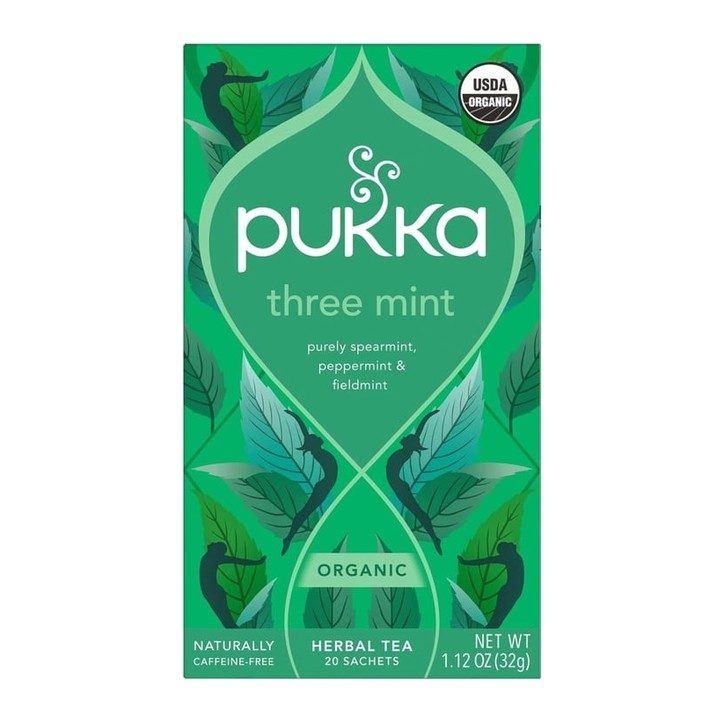 USDA
ORGANIC
pukka
three mint
purely spearmint,
peppermint &
fieldmint
ORGANIC
NATURALLY
CAFFEINE-FREE
HERBAL TEA
20 SACHETS
NET WT
1.12 OZ (32g)